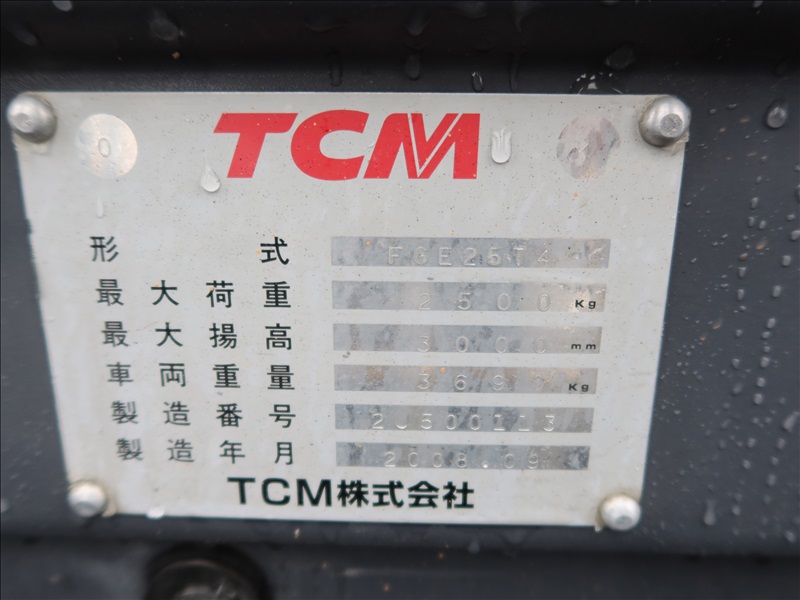 0
TCM
形式 FGE25T4
最大荷重 2500 Kg
最大揚高 3000 mm
車両重量 3690 Kg
製造番号
製造年月 2008.09
TCM株式会社